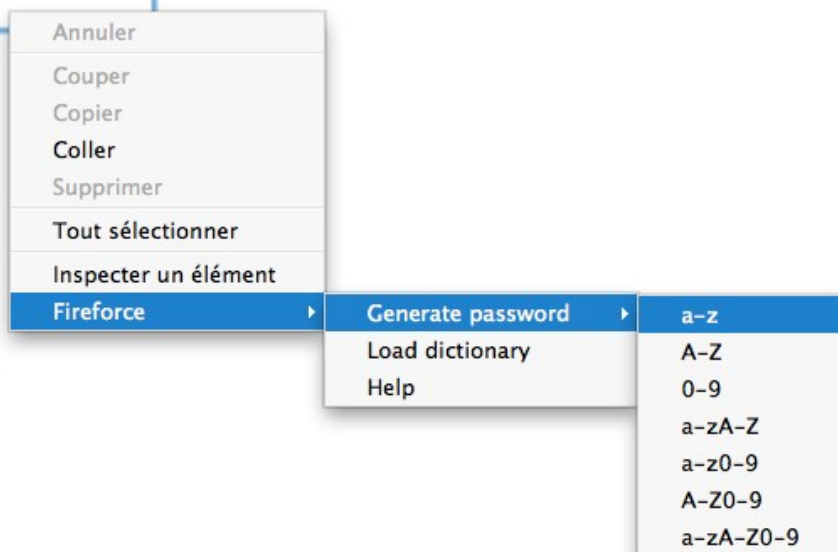 Annuler
Couper
Copier
Coller
Supprimer
Tout sélectionner
Inspecter un élément
Fireforce
Generate password
Load dictionary
Help
a-z
A-Z
0-9
a-zA-Z
a-z0-9
A-Z0-9
a-zA-Z0-9